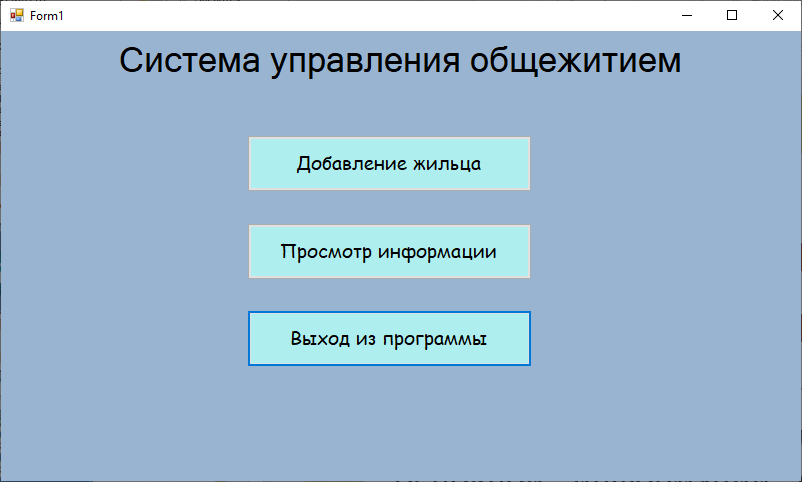 Form1
Система управления общежитием
Добавление жильца
Просмотр информации
Выход из программы